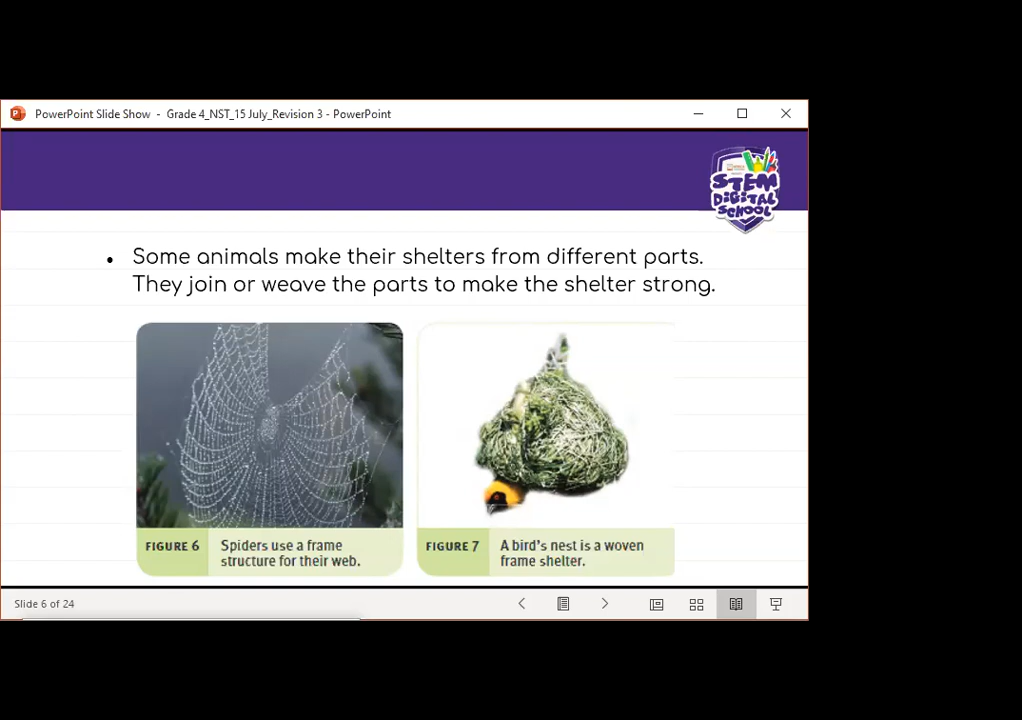 PowerPoint Slide Show - Grade 4_NST_15 July_Revision 3 - PowerPoint
STEM
DIGITAL
SCHOOL
• Some animals make their shelters from different parts.
They join or weave the parts to make the shelter strong.
FIGURE 6 Spiders use a frame
structure for their web.
FIGURE 7 A bird's nest is a woven
frame shelter.
Slide 6 of 24